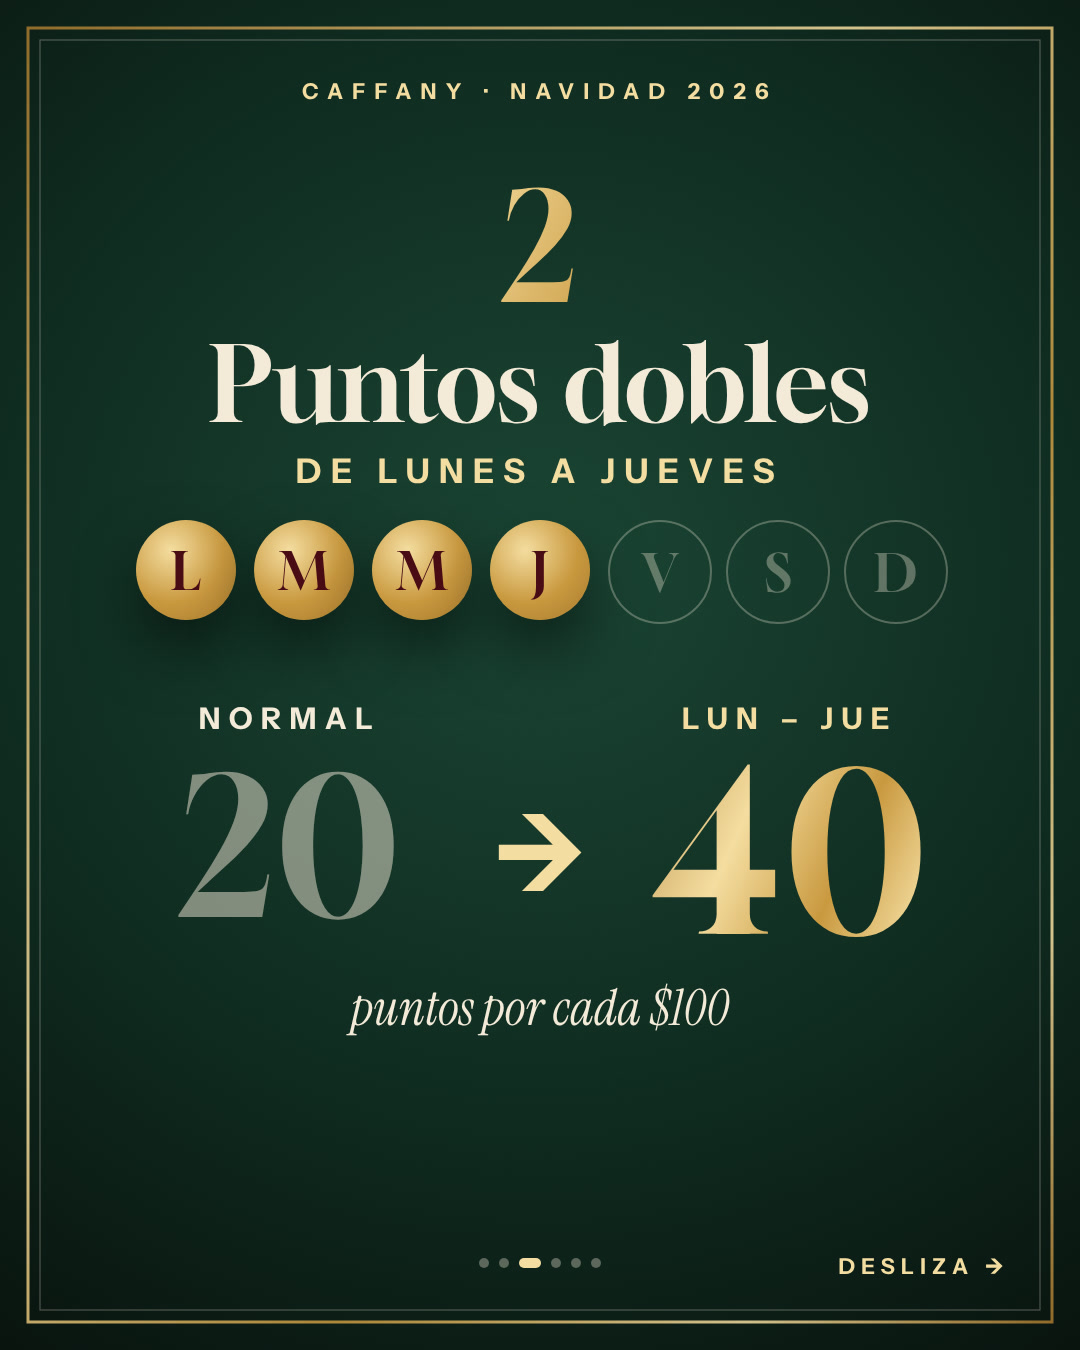 CAFFANY · NAVIDAD 2026
2
Puntos dobles
DE LUNES A JUEVES
L M M J V S D
NORMAL
20
→
LUN – JUE
40
puntos por cada $100
DESLIZA →